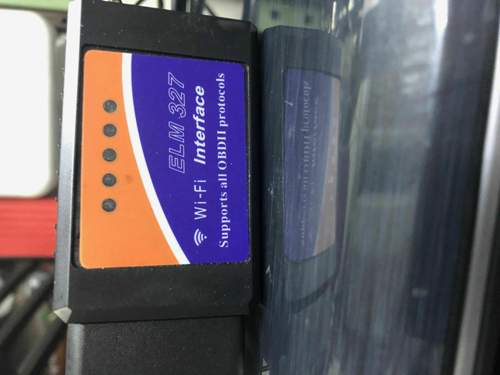 ELM 327
Wi-Fi Interface
Supports all OBDII protocols